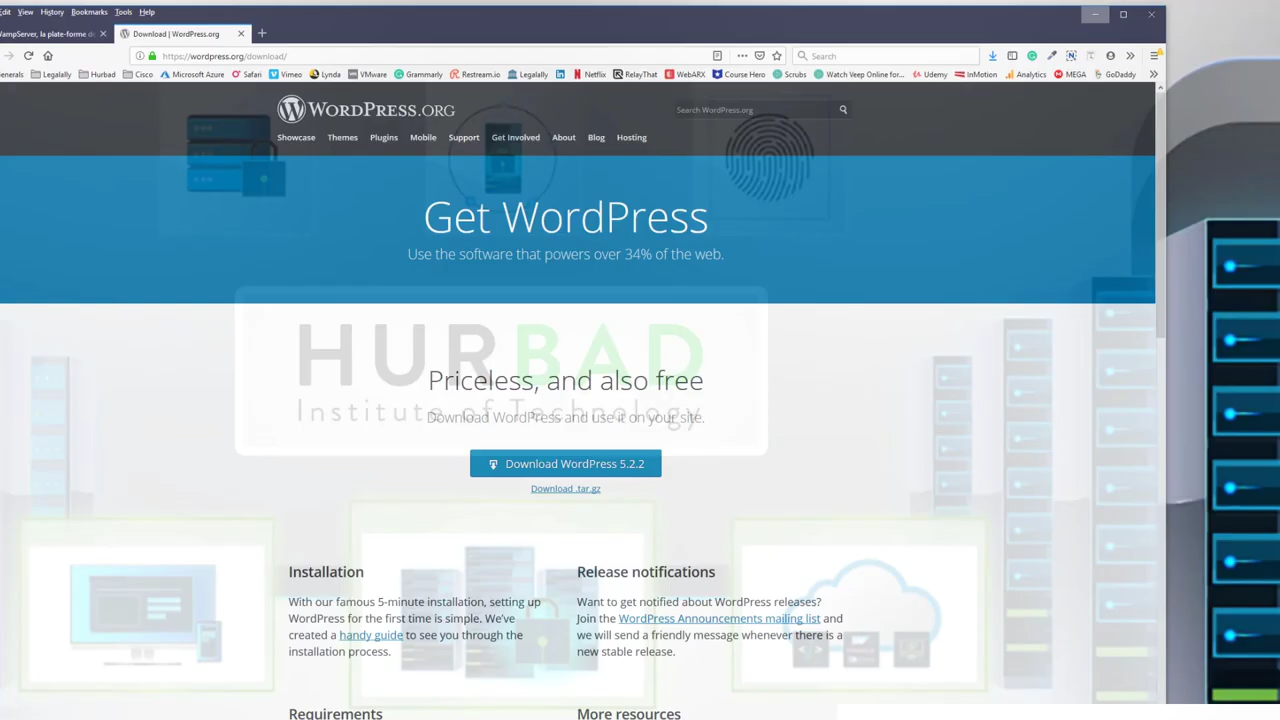 Edit View History Bookmarks Tools Help
WampServer, la plate-forme de
Download | WordPress.org
https://wordpress.org/download/
Search
Legalally Hurbad Cisco Microsoft Azure Safari Vimeo Lynda VMware Grammarly Restream.io Legalally Netflix RelayThat WebARX Course Hero Scrubs Watch Veep Online for... Udemy InMotion Analytics MEGA GoDaddy
WORDPRESS.ORG
Search WordPress.org
Showcase Themes Plugins Mobile Support Get Involved About Blog Hosting
Get WordPress
Use the software that powers over 34% of the web.
HURBAD
Institute of Technology
Priceless, and also free
Download WordPress and use it on your site.
Download WordPress 5.2.2
Download .tar.gz
Installation
With our famous 5-minute installation, setting up
WordPress for the first time is simple. We've
created a handy guide to see you through the
installation process.
Release notifications
Want to get notified about WordPress releases?
Join the WordPress Announcements mailing list and
we will send a friendly message whenever there is a
new stable release.
Requirements
More resources